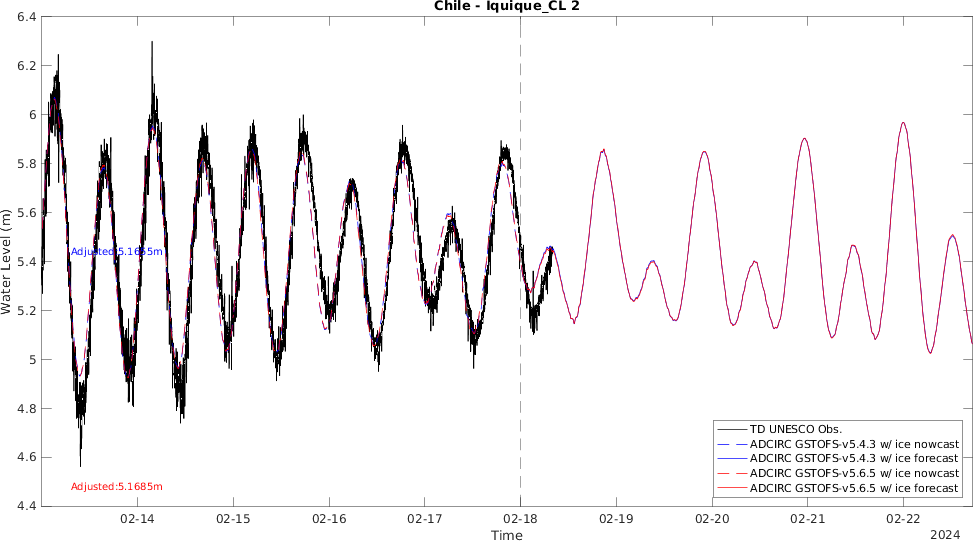 Chile - Iquique_CL 2
Water Level (m)
6.4
6.2
6
5.8
5.6
5.4
5.2
5
4.8
4.6
4.4
Adjusted:5.1655m
Adjusted:5.1685m
TD UNESCO Obs.
ADCIRC GSTOFS-v5.4.3 w/ ice nowcast
ADCIRC GSTOFS-v5.4.3 w/ ice forecast
ADCIRC GSTOFS-v5.6.5 w/ ice nowcast
ADCIRC GSTOFS-v5.6.5 w/ ice forecast
02-14 02-15 02-16 02-17 02-18 02-19 02-20 02-21 02-22
Time
2024